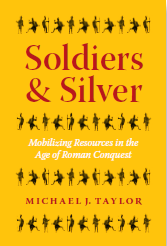 Soldiers
& Silver
Mobilizing Resources in the
Age of Roman Conquest
MICHAEL J. TAYLOR